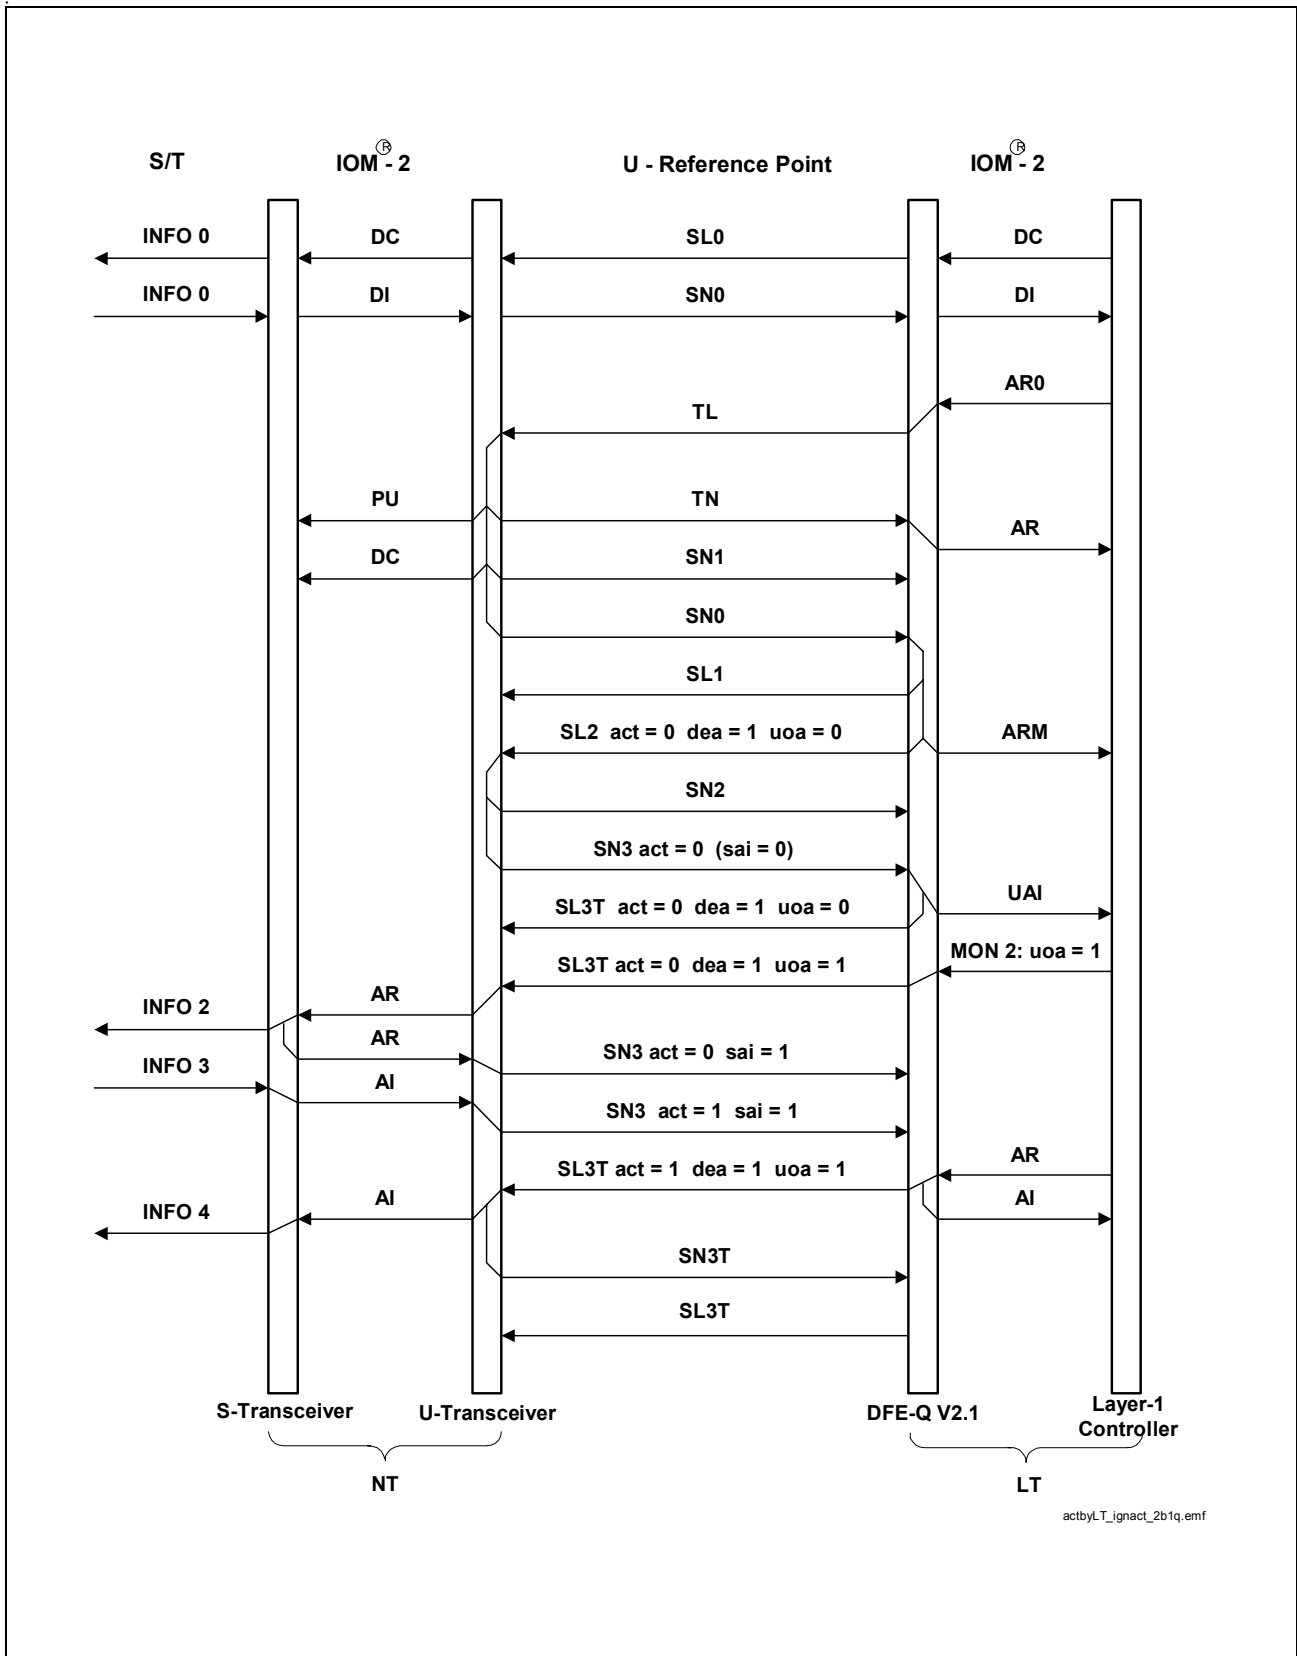 S/T IOM®- 2 U - Reference Point IOM®- 2
INFO 0 DC SL0 DC
INFO 0 DI SN0 DI
AR0
TL
PU TN
AR
DC SN1
SN0
SL1
SL2 act = 0 dea = 1 uoa = 0 ARM
SN2
SN3 act = 0 (sai = 0)
UAI
SL3T act = 0 dea = 1 uoa = 0
MON 2: uoa = 1
SL3T act = 0 dea = 1 uoa = 1
AR
INFO 2
AR
SN3 act = 0 sai = 1
INFO 3
AI
SN3 act = 1 sai = 1
AR
SL3T act = 1 dea = 1 uoa = 1
AI AI
INFO 4
SN3T
SL3T
S-Transceiver U-Transceiver DFE-Q V2.1 Layer-1
Controller
NT LT
actbyLT_ignact_2b1q.emf